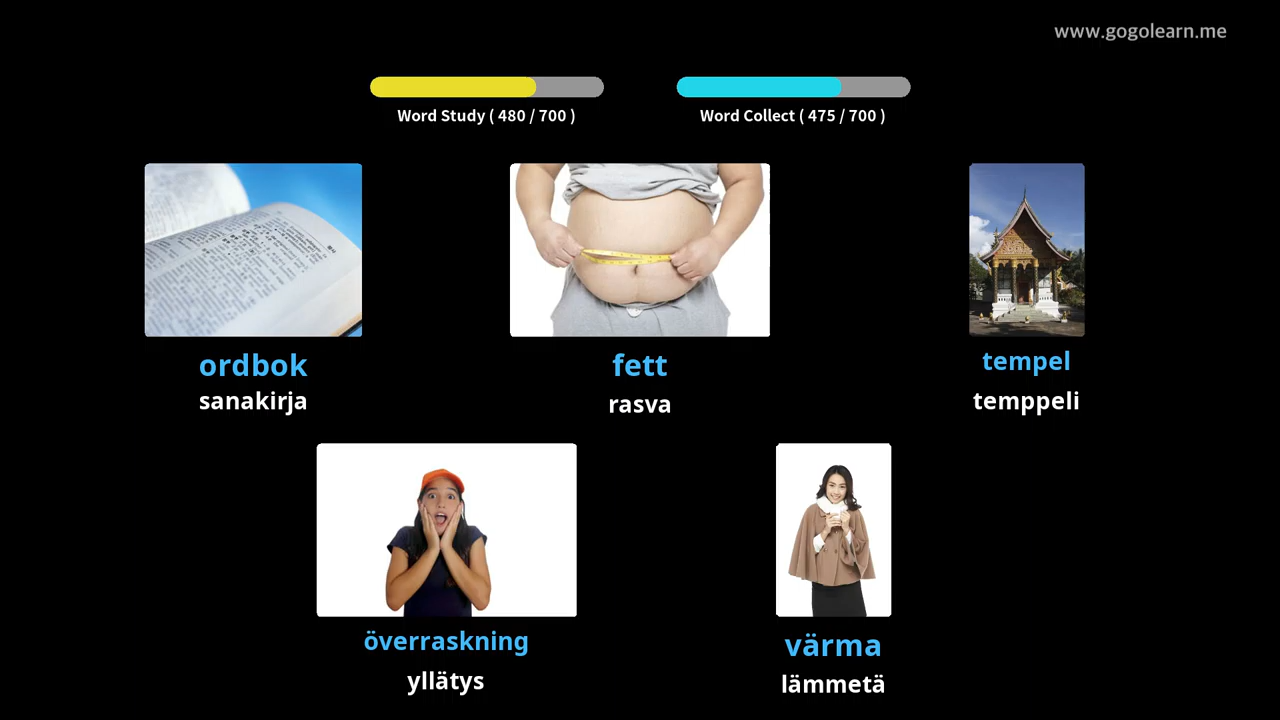 www.gogolearn.me
Word Study ( 480 / 700 )
Word Collect ( 475 / 700 )
ordbok
sanakirja
fett
rasva
tempel
temppeli
överraskning
yllätys
värma
lämmetä